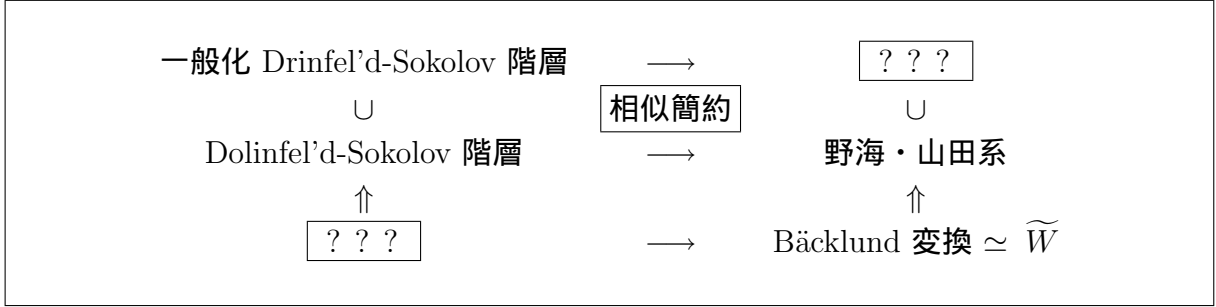 一般化 Drinfel'd-Sokolov 階層 ⟶ ? ? ?
∪ 相似簡約 ∪
Dolinfel'd-Sokolov 階層 ⟶ 野海・山田系
⇑ ⇑
? ? ? ⟶ Bäcklund 変換 ≃ W̃